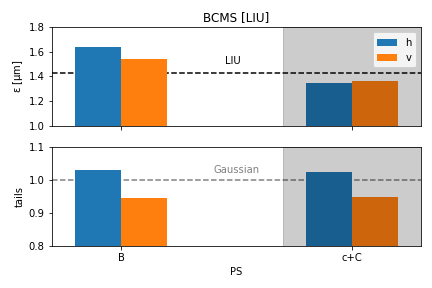 BCMS [LIU]
1.8
1.6
1.4
1.2
1.0
ε [μm]
LIU
h
v
1.1
1.0
0.9
0.8
tails
Gaussian
B
c+C
PS